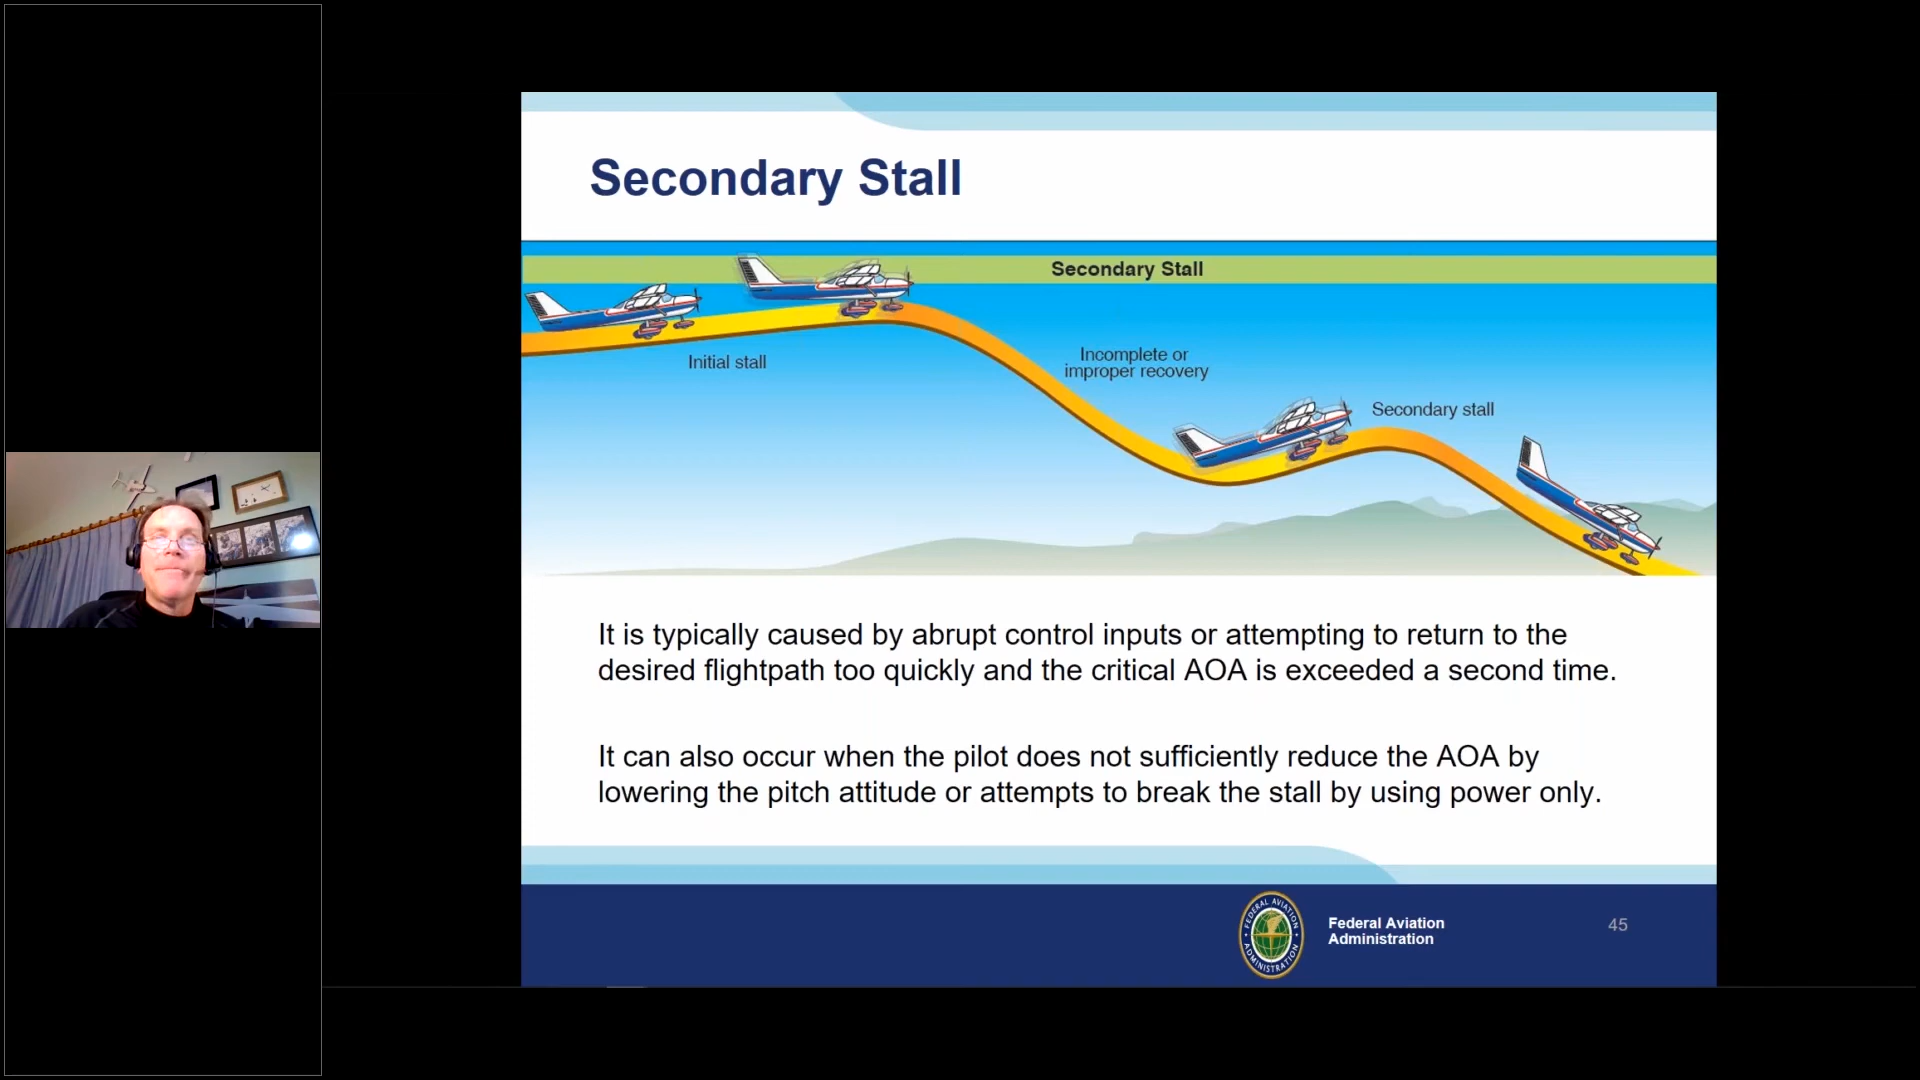 Secondary Stall
Secondary Stall
Initial stall
Incomplete or
improper recovery
Secondary stall
It is typically caused by abrupt control inputs or attempting to return to the
desired flightpath too quickly and the critical AOA is exceeded a second time.
It can also occur when the pilot does not sufficiently reduce the AOA by
lowering the pitch attitude or attempts to break the stall by using power only.
FEDERAL AVIATION
ADMINISTRATION
Federal Aviation
Administration
45